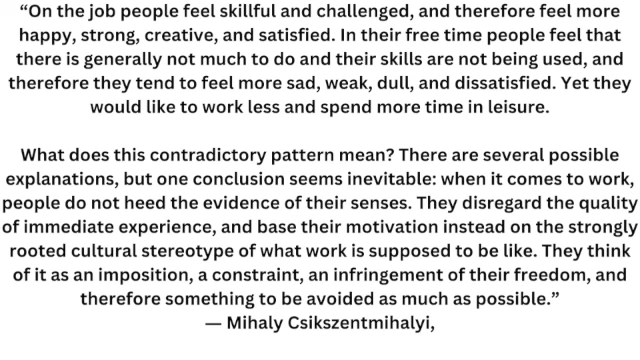 “On the job people feel skillful and challenged, and therefore feel more
happy, strong, creative, and satisfied. In their free time people feel that
there is generally not much to do and their skills are not being used, and
therefore they tend to feel more sad, weak, dull, and dissatisfied. Yet they
would like to work less and spend more time in leisure.
What does this contradictory pattern mean? There are several possible
explanations, but one conclusion seems inevitable: when it comes to work,
people do not heed the evidence of their senses. They disregard the quality
of immediate experience, and base their motivation instead on the strongly
rooted cultural stereotype of what work is supposed to be like. They think
of it as an imposition, a constraint, an infringement of their freedom, and
therefore something to be avoided as much as possible.”
― Mihaly Csikszentmihalyi,